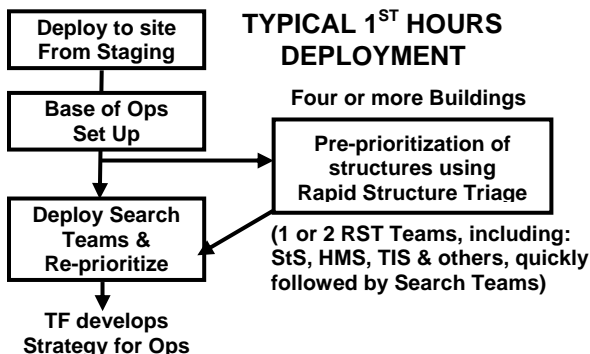 Deploy to site
From Staging
TYPICAL 1ST HOURS
DEPLOYMENT
Base of Ops
Set Up
Four or more Buildings
Pre-prioritization of
structures using
Rapid Structure Triage
Deploy Search
Teams &
Re-prioritize
(1 or 2 RST Teams, including:
StS, HMS, TIS & others, quickly
followed by Search Teams)
TF develops
Strategy for Ops